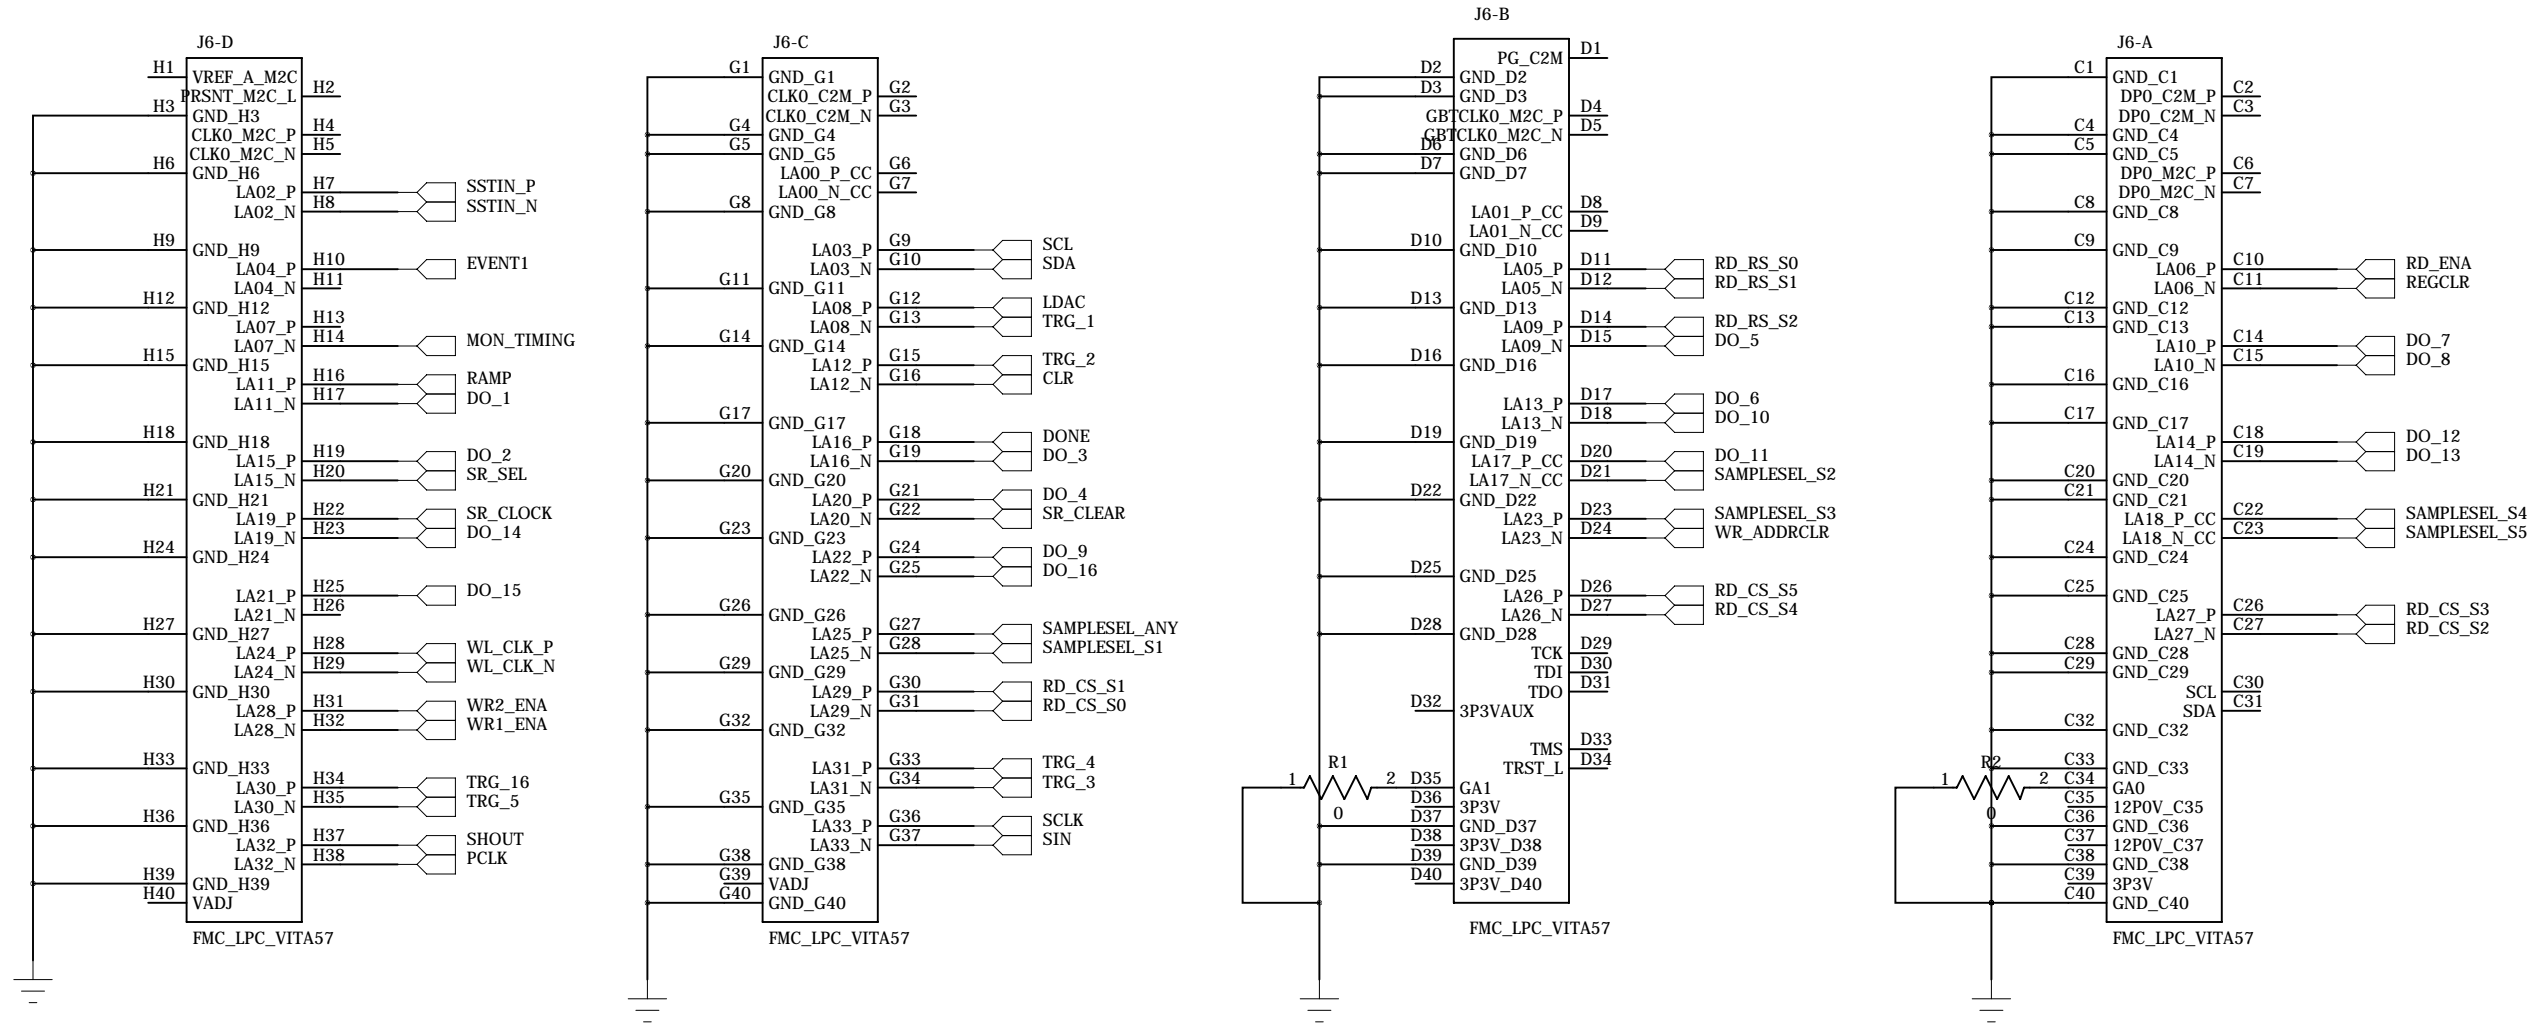 J6-D
H1 VREF_A_M2C
PRSNT_M2C_L H2
H3 GND_H3
CLK0_M2C_P H4
CLK0_M2C_N H5
H6 GND_H6
LA02_P H7 SSTIN_P
LA02_N H8 SSTIN_N
H9 GND_H9
LA04_P H10 EVENT1
LA04_N H11
H12 GND_H12
LA07_P H13
LA07_N H14 MON_TIMING
H15 GND_H15
LA11_P H16 RAMP
LA11_N H17 DO_1
H18 GND_H18
LA15_P H19 DO_2
LA15_N H20 SR_SEL
H21 GND_H21
LA19_P H22 SR_CLOCK
LA19_N H23 DO_14
H24 GND_H24
LA21_P H25 DO_15
LA21_N H26
H27 GND_H27
LA24_P H28 WL_CLK_P
LA24_N H29 WL_CLK_N
H30 GND_H30
LA28_P H31 WR2_ENA
LA28_N H32 WR1_ENA
H33 GND_H33
LA30_P H34 TRG_16
LA30_N H35 TRG_5
H36 GND_H36
LA32_P H37 SHOUT
LA32_N H38 PCLK
H39 GND_H39
H40 VADJ
FMC_LPC_VITA57
J6-C
G1 GND_G1
CLK0_C2M_P G2
CLK0_C2M_N G3
G4 GND_G4
G5 GND_G5
LA00_P_CC G6
LA00_N_CC G7
G8 GND_G8
LA03_P G9 SCL
LA03_N G10 SDA
G11 GND_G11
LA08_P G12 LDAC
LA08_N G13 TRG_1
G14 GND_G14
LA12_P G15 TRG_2
LA12_N G16 CLR
G17 GND_G17
LA16_P G18 DONE
LA16_N G19 DO_3
G20 GND_G20
LA20_P G21 DO_4
LA20_N G22 SR_CLEAR
G23 GND_G23
LA22_P G24 DO_9
LA22_N G25 DO_16
G26 GND_G26
LA25_P G27 SAMPLESEL_ANY
LA25_N G28 SAMPLESEL_S1
G29 GND_G29
LA29_P G30 RD_CS_S1
LA29_N G31 RD_CS_S0
G32 GND_G32
LA31_P G33 TRG_4
LA31_N G34 TRG_3
G35 GND_G35
LA33_P G36 SCLK
LA33_N G37 SIN
G38 GND_G38
G39 VADJ
G40 GND_G40
FMC_LPC_VITA57
J6-B
PG_C2M D1
D2 GND_D2
D3 GND_D3
GBTCLK0_M2C_P D4
GBTCLK0_M2C_N D5
D6 GND_D6
D7 GND_D7
LA01_P_CC D8
LA01_N_CC D9
D10 GND_D10
LA05_P D11 RD_RS_S0
LA05_N D12 RD_RS_S1
D13 GND_D13
LA09_P D14 RD_RS_S2
LA09_N D15 DO_5
D16 GND_D16
LA13_P D17 DO_6
LA13_N D18 DO_10
D19 GND_D19
LA17_P_CC D20 DO_11
LA17_N_CC D21 SAMPLESEL_S2
D22 GND_D22
LA23_P D23 SAMPLESEL_S3
LA23_N D24 WR_ADDRCLR
D25 GND_D25
LA26_P D26 RD_CS_S5
LA26_N D27 RD_CS_S4
D28 GND_D28
TCK D29
TDI D30
TDO D31
D32 3P3VAUX
TMS D33
TRST_L D34
R1
1 2 D35 GA1
D36 3P3V
0
D37 GND_D37
D38 3P3V_D38
D39 GND_D39
D40 3P3V_D40
FMC_LPC_VITA57
J6-A
C1 GND_C1
DP0_C2M_P C2
DP0_C2M_N C3
C4 GND_C4
C5 GND_C5
DP0_M2C_P C6
DP0_M2C_N C7
C8 GND_C8
C9 GND_C9
LA06_P C10 RD_ENA
LA06_N C11 REGCLR
C12 GND_C12
C13 GND_C13
LA10_P C14 DO_7
LA10_N C15 DO_8
C16 GND_C16
C17 GND_C17
LA14_P C18 DO_12
LA14_N C19 DO_13
C20 GND_C20
C21 GND_C21
LA18_P_CC C22 SAMPLESEL_S4
LA18_N_CC C23 SAMPLESEL_S5
C24 GND_C24
C25 GND_C25
LA27_P C26 RD_CS_S3
LA27_N C27 RD_CS_S2
C28 GND_C28
C29 GND_C29
SCL C30
SDA C31
C32 GND_C32
R2 C33 GND_C33
1 2 C34 GA0
C35 12P0V_C35
0
C36 GND_C36
C37 12P0V_C37
C38 GND_C38
C39 3P3V
C40 GND_C40
FMC_LPC_VITA57